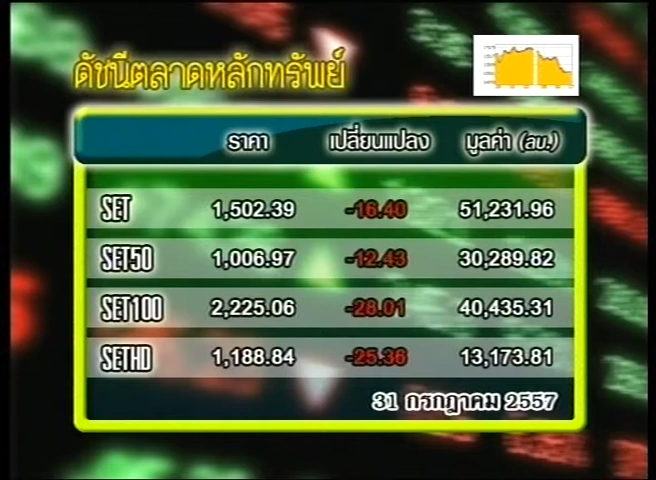 ดัชนีตลาดหลักทรัพย์
ราคา เปลี่ยนแปลง มูลค่า (ลบ.)
SET 1,502.39 -16.40 51,231.96
SET50 1,006.97 -12.43 30,289.82
SET100 2,225.06 -28.01 40,435.31
SETHD 1,188.84 -25.36 13,173.81
31 กรกฎาคม 2557